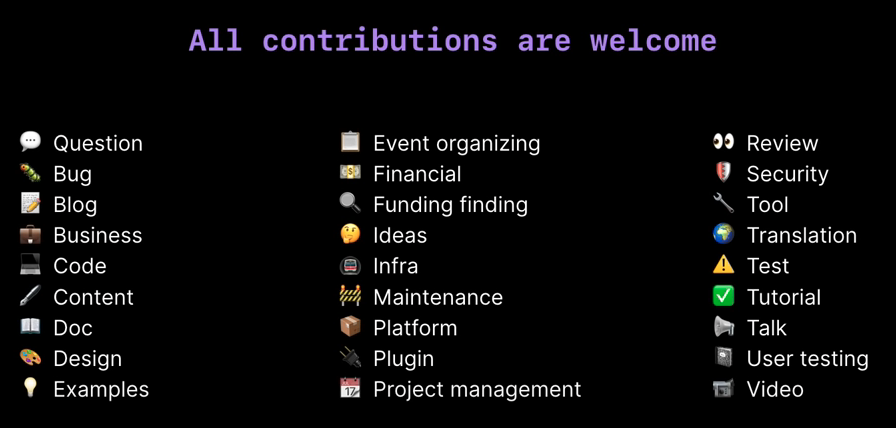 All contributions are welcome
Question
Bug
Blog
Business
Code
Content
Doc
Design
Examples
Event organizing
Financial
Funding finding
Ideas
Infra
Maintenance
Platform
Plugin
Project management
Review
Security
Tool
Translation
Test
Tutorial
Talk
User testing
Video